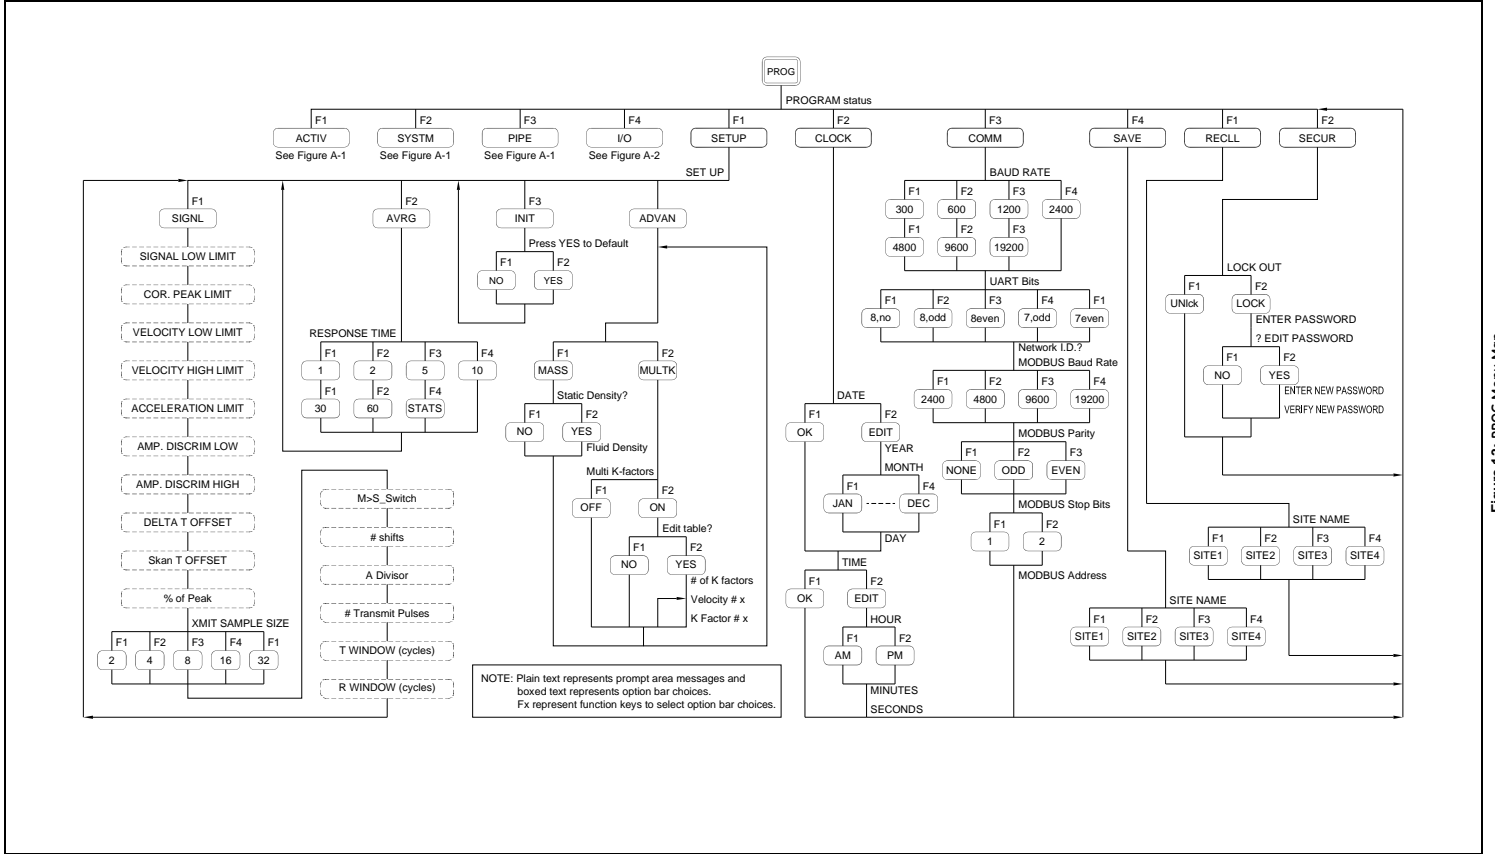 PROG
PROGRAM status
F1 F2 F3 F4 F1 F2 F3 F4 F1 F2
ACTIV SYSTM PIPE I/O SETUP CLOCK COMM SAVE RECLL SECUR
See Figure A-1 See Figure A-1 See Figure A-1 See Figure A-2
SET UP
F1 F2 F3
SIGNL AVRG INIT ADVAN
SIGNAL LOW LIMIT
COR. PEAK LIMIT
VELOCITY LOW LIMIT
VELOCITY HIGH LIMIT
ACCELERATION LIMIT
AMP. DISCRIM LOW
AMP. DISCRIM HIGH
DELTA T OFFSET
Skan T OFFSET
% of Peak
XMIT SAMPLE SIZE
F1 F2 F3 F4 F1
2 4 8 16 32
M>S_Switch
# shifts
A Divisor
# Transmit Pulses
T WINDOW (cycles)
R WINDOW (cycles)
RESPONSE TIME
F1 F2 F3 F4
1 2 5 10
F1 F2 F4
30 60 STATS
Press YES to Default
F1 F2
NO YES
F1 F2
MASS MULTK
Static Density?
F1 F2
NO YES
Fluid Density
Multi K-factors
F1 F2
OFF ON
Edit table?
F1 F2
NO YES
# of K factors
Velocity # x
K Factor # x
NOTE: Plain text represents prompt area messages and
boxed text represents option bar choices.
Fx represent function keys to select option bar choices.
DATE
F1 F2
OK EDIT
YEAR
MONTH
F1 F4
JAN DEC
DAY
TIME
F1 F2
OK EDIT
HOUR
F1 F2
AM PM
MINUTES
SECONDS
BAUD RATE
F1 F2 F3 F4
300 600 1200 2400
F1 F2 F3
4800 9600 19200
UART Bits
F1 F2 F3 F4 F1
8,no 8,odd 8even 7,odd 7even
Network I.D.?
MODBUS Baud Rate
F1 F2 F3 F4
2400 4800 9600 19200
MODBUS Parity
F1 F2 F3
NONE ODD EVEN
MODBUS Stop Bits
F1 F2
1 2
MODBUS Address
SITE NAME
F1 F2 F3 F4
SITE1 SITE2 SITE3 SITE4
SITE NAME
F1 F2 F3 F4
SITE1 SITE2 SITE3 SITE4
LOCK OUT
F1 F2
UNlck LOCK
ENTER PASSWORD
? EDIT PASSWORD
F1 F2
NO YES
ENTER NEW PASSWORD
VERIFY NEW PASSWORD